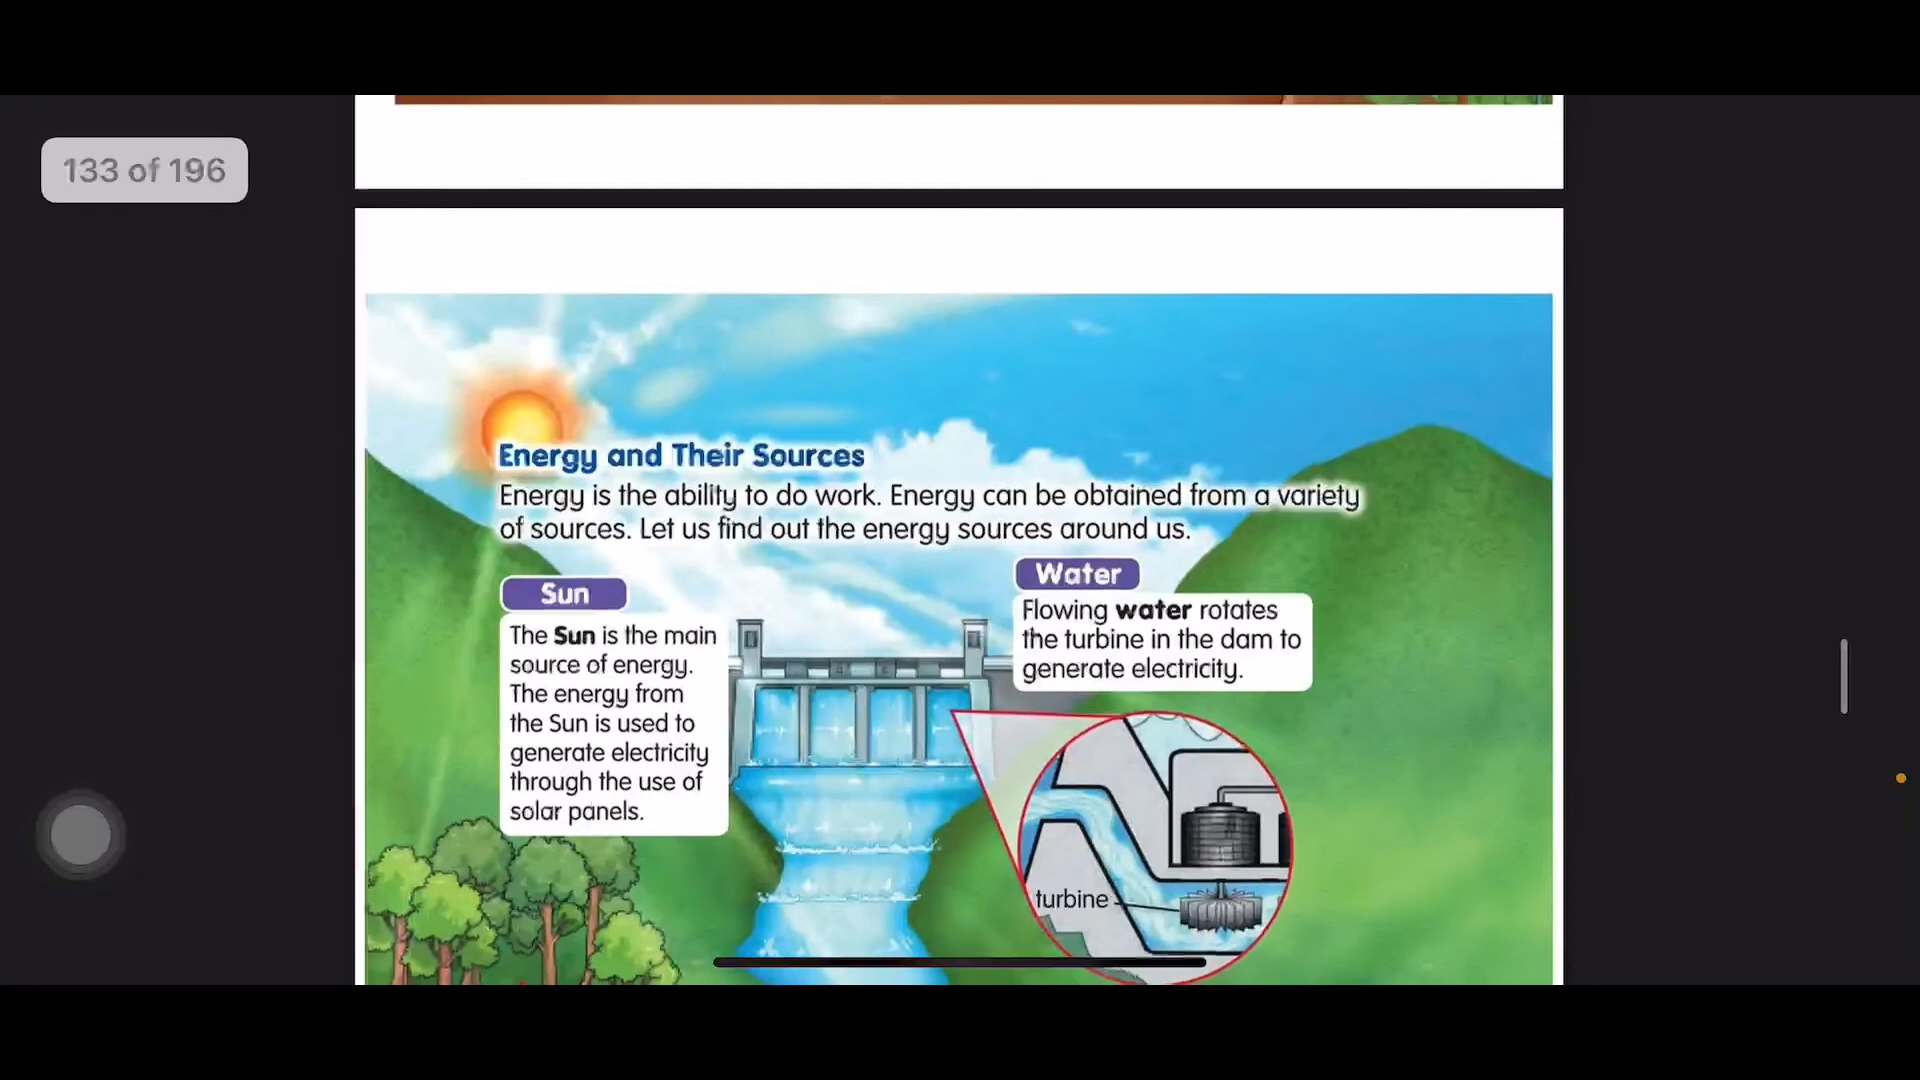 133 of 196
Energy and Their Sources
Energy is the ability to do work. Energy can be obtained from a variety
of sources. Let us find out the energy sources around us.
Sun
The Sun is the main
source of energy.
The energy from
the Sun is used to
generate electricity
through the use of
solar panels.
Water
Flowing water rotates
the turbine in the dam to
generate electricity.
turbine